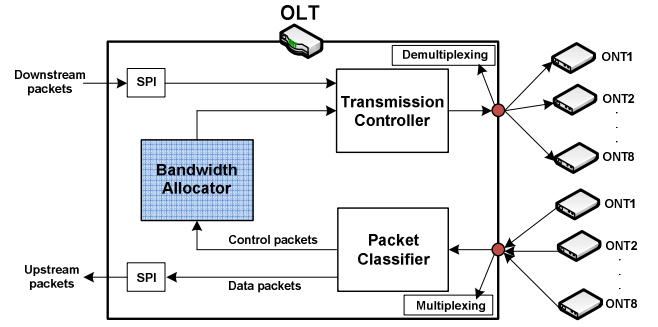 OLT
Demultiplexing
Downstream
packets
SPI
Transmission
Controller
ONT1
ONT2
ONT8
Bandwidth
Allocator
Control packets
Packet
Classifier
ONT1
ONT2
ONT8
Upstream
packets
SPI
Data packets
Multiplexing